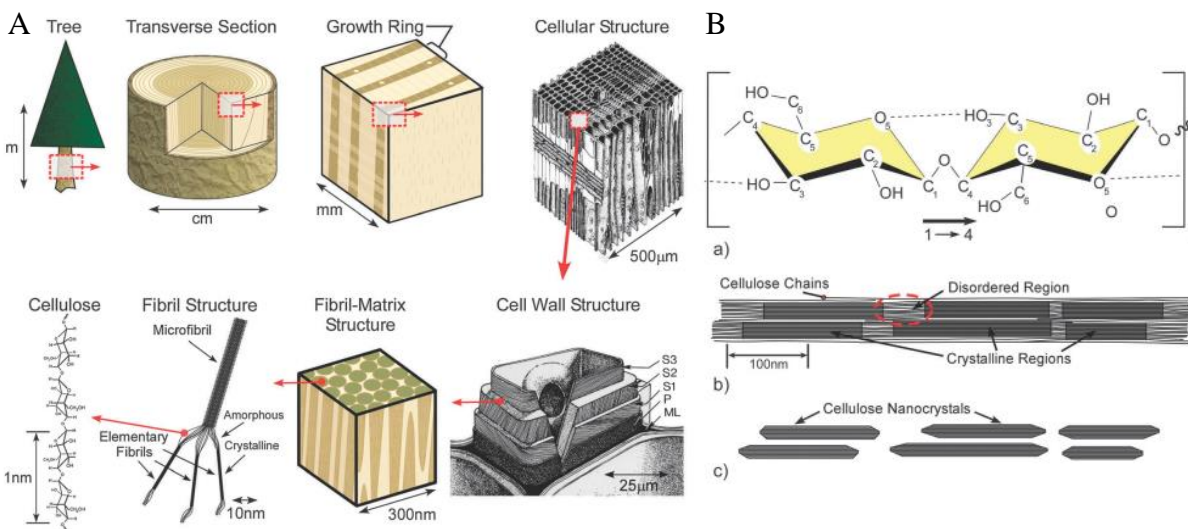 A
Tree
Transverse Section
Growth Ring
Cellular Structure
m
cm
mm
500µm
Cellulose
Fibril Structure
Fibril-Matrix
Structure
Cell Wall Structure
Microfibril
Amorphous
Elementary
Fibrils
Crystalline
1nm
10nm
300nm
S3
S2
S1
P
ML
25µm
B
HO
C6
C4
C5
O5
C2
HO
C3
OH
C1
O
HO3
C3
OH
C2
C1
O
C4
C5
HO
C6
O5
O
1 → 4
a)
Cellulose Chains
Disordered Region
Crystalline Regions
100nm
b)
Cellulose Nanocrystals
c)